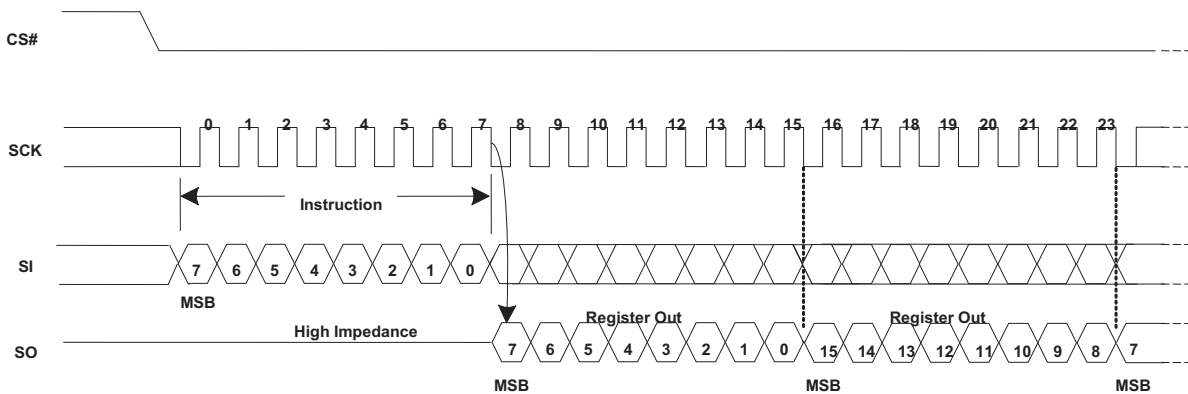 CS#
0 1 2 3 4 5 6 7 8 9 10 11 12 13 14 15 16 17 18 19 20 21 22 23
SCK
Instruction
SI
7 6 5 4 3 2 1 0
MSB
High Impedance
Register Out
Register Out
SO
7 6 5 4 3 2 1 0 15 14 13 12 11 10 9 8 7
MSB
MSB
MSB